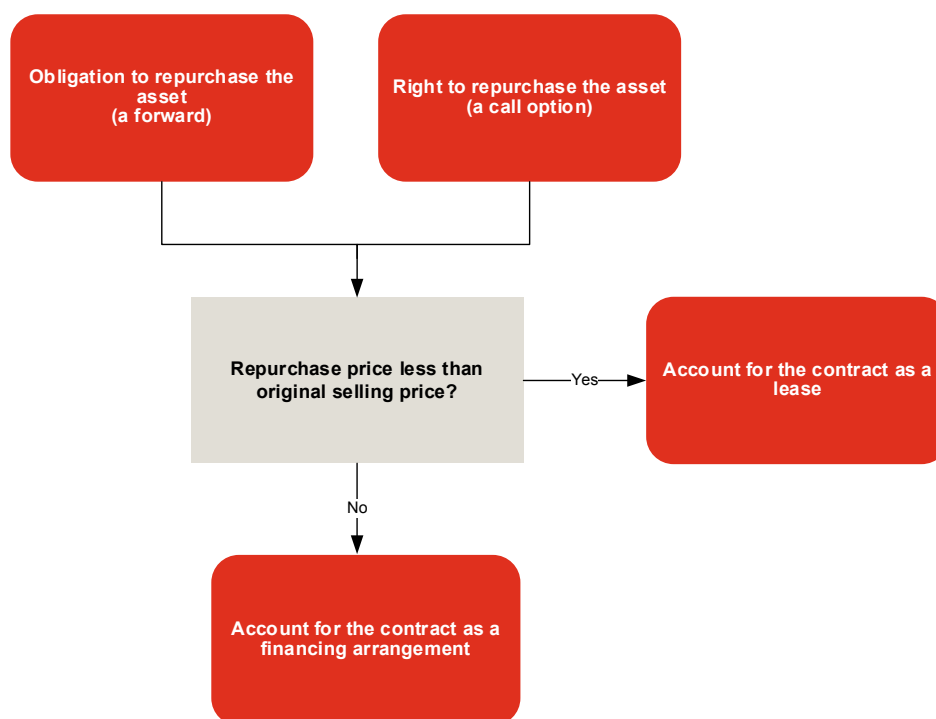 Obligation to repurchase the
asset
(a forward)
Right to repurchase the asset
(a call option)
Repurchase price less than
original selling price?
Yes
Account for the contract as a
lease
No
Account for the contract as a
financing arrangement